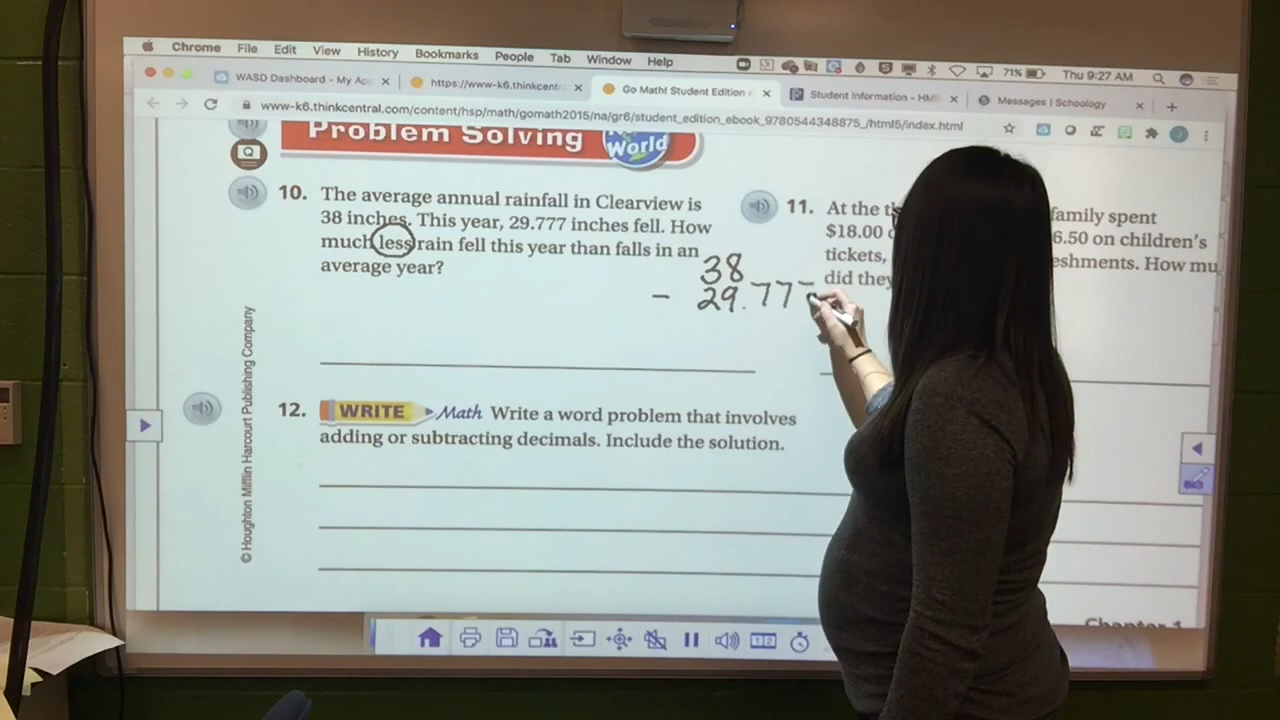 Chrome File Edit View History Bookmarks People Tab Window Help 71% Thu 9:27 AM
WASD Dashboard - My Ap × https://www-k6.thinkcentr × Go Math! Student Edition e × Student Information - HM × Messages | Schoology × +
www-k6.thinkcentral.com/content/hsp/math/gomath2015/na/gr6/student_edition_ebook_9780544348875_/html5/index.html
Problem Solving World
10. The average annual rainfall in Clearview is
38 inches. This year, 29.777 inches fell. How
much less rain fell this year than falls in an
average year?
38
- 29.777
11. At the t family spent
$18.00 6.50 on children's
tickets, eshments. How mu
did they
© Houghton Mifflin Harcourt Publishing Company
12. WRITE Math Write a word problem that involves
adding or subtracting decimals. Include the solution.
Chapter 1